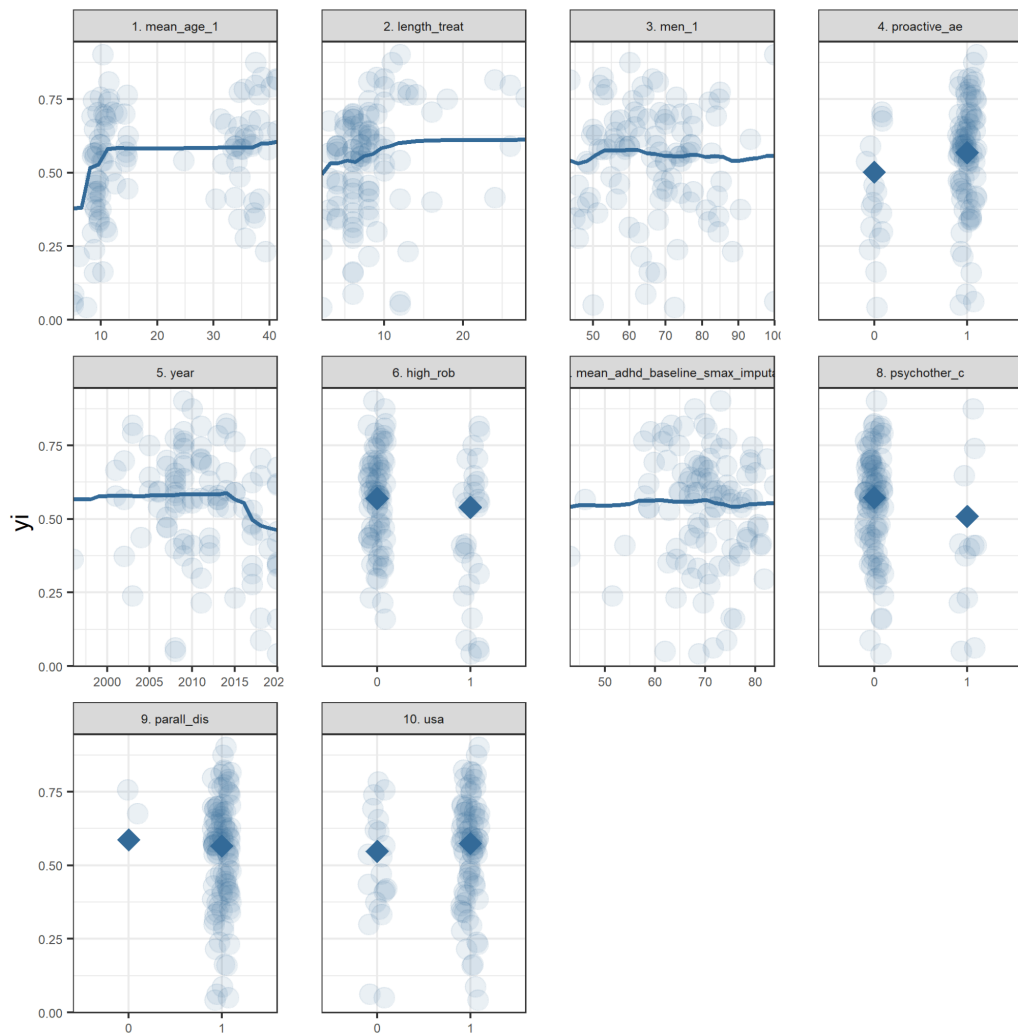 1. mean_age_1
2. length_treat
3. men_1
4. proactive_ae
0.75
0.50
0.25
0.00
10 20 30 40
10 20
50 60 70 80 90 100
0 1
5. year
6. high_rob
. mean_adhd_baseline_smax_imputa
8. psychother_c
yi
0.75
0.50
0.25
0.00
2000 2005 2010 2015 202
0 1
50 60 70 80
0 1
9. parall_dis
10. usa
0.75
0.50
0.25
0.00
0 1
0 1